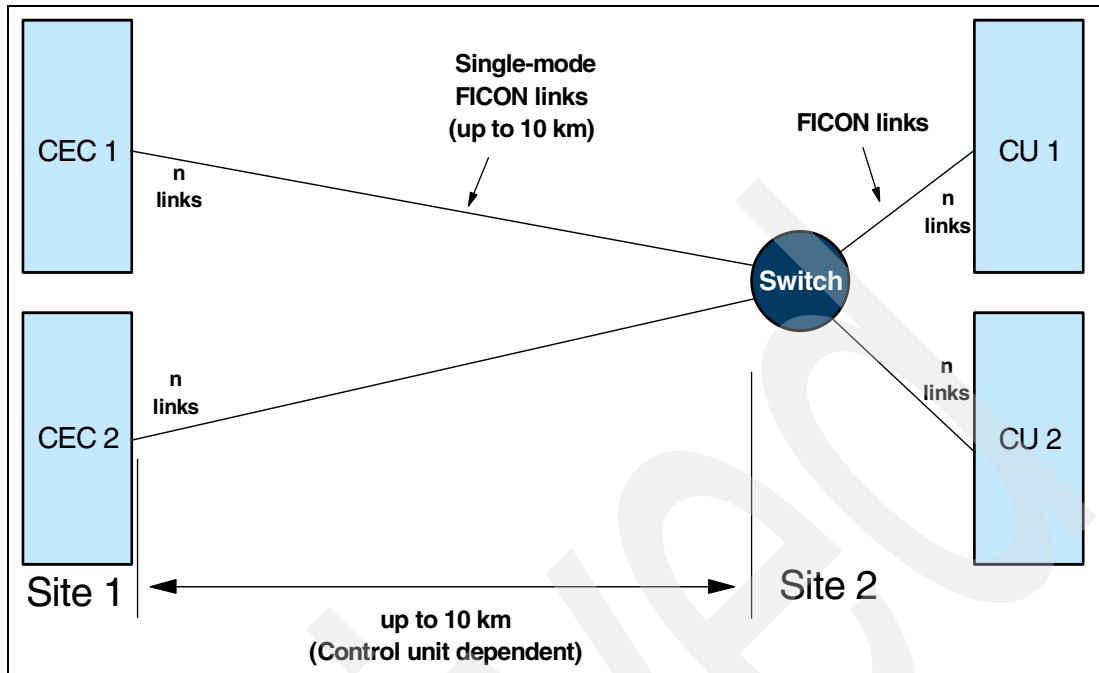 Single-mode
FICON links
(up to 10 km)
FICON links
CEC 1
n
links
CU 1
n
links
Switch
CEC 2
n
links
CU 2
n
links
Site 1
Site 2
up to 10 km
(Control unit dependent)